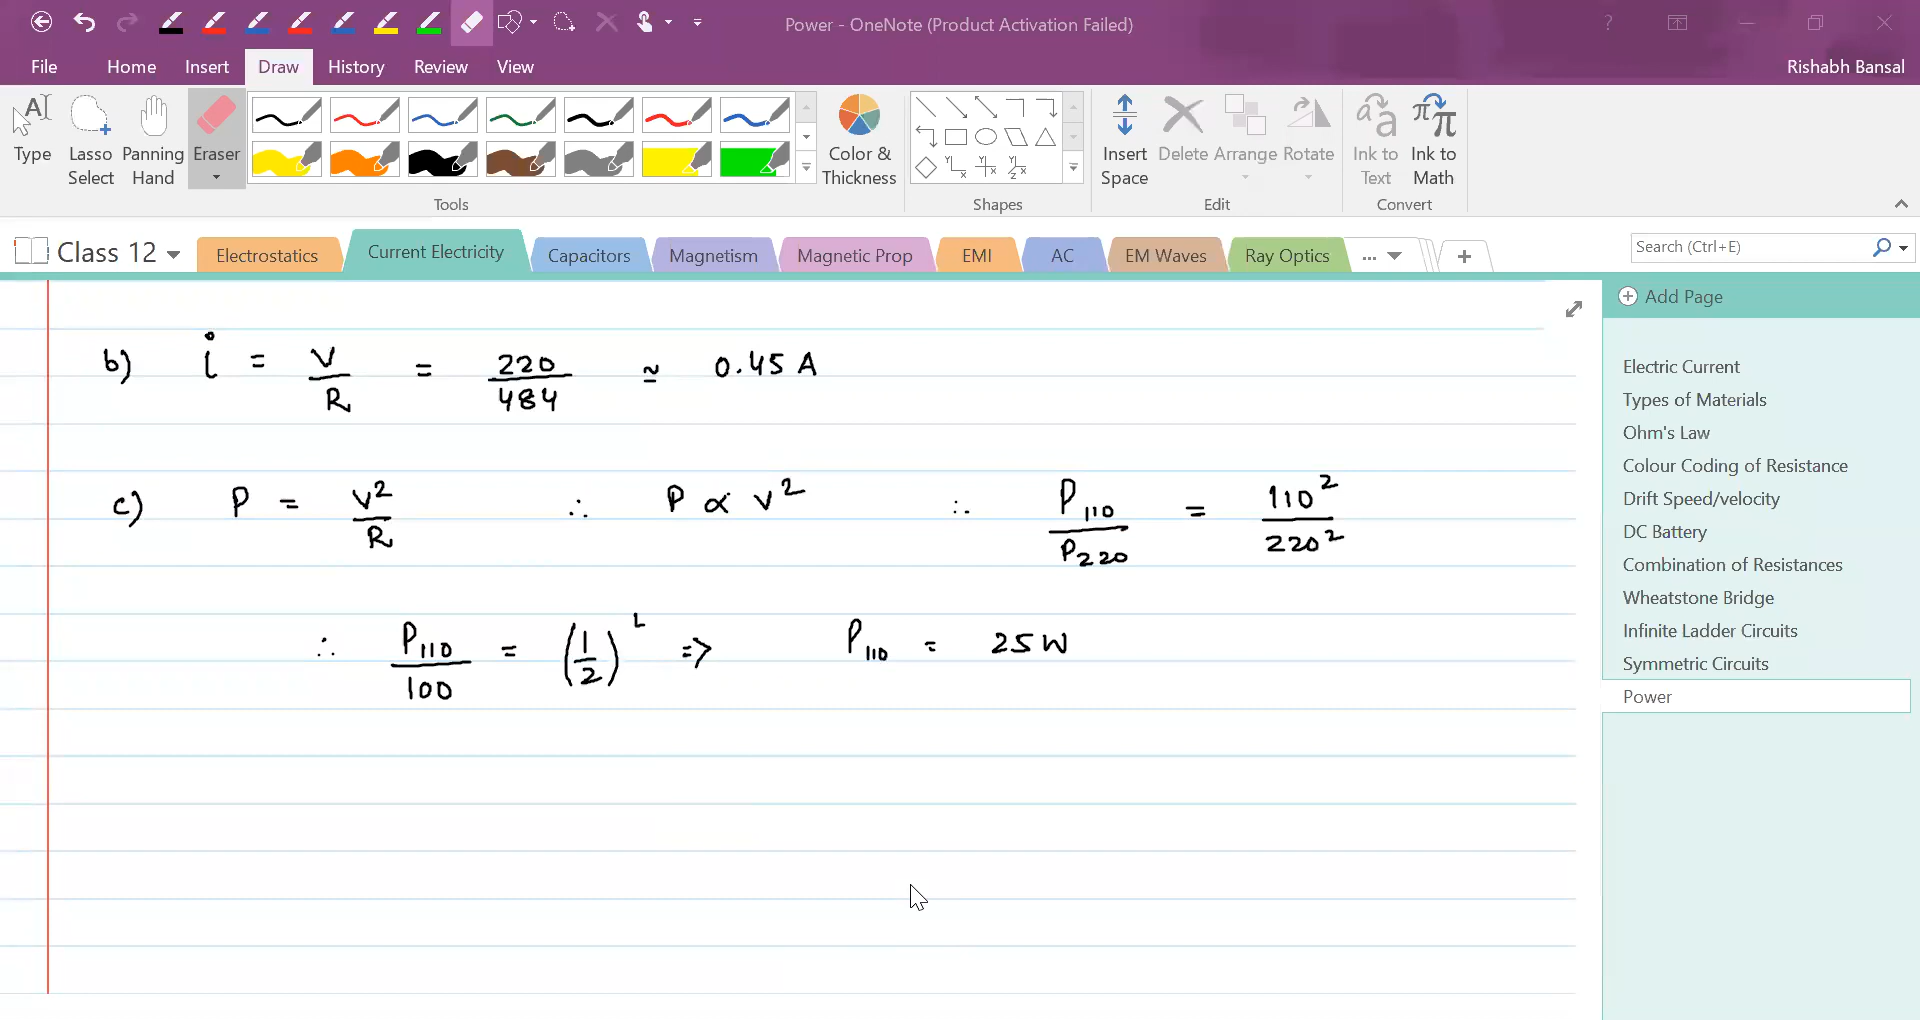 Power - OneNote (Product Activation Failed)
?
File Home Insert Draw History Review View Rishabh Bansal
Type Lasso Select Panning Hand Eraser Color & Thickness Insert Space Delete Arrange Rotate Ink to Text Ink to Math
Tools Shapes Edit Convert
Class 12 Electrostatics Current Electricity Capacitors Magnetism Magnetic Prop EMI AC EM Waves Ray Optics ... + Search (Ctrl+E)
b) i = V/R = 220/484 ≃ 0.45 A
c) P = V²/R ∴ P ∝ V² ∴ P₁₁₀/P₂₂₀ = 110²/220²
∴ P₁₁₀/100 = (1/2)² => P₁₁₀ = 25 W
Add Page
Electric Current
Types of Materials
Ohm's Law
Colour Coding of Resistance
Drift Speed/velocity
DC Battery
Combination of Resistances
Wheatstone Bridge
Infinite Ladder Circuits
Symmetric Circuits
Power